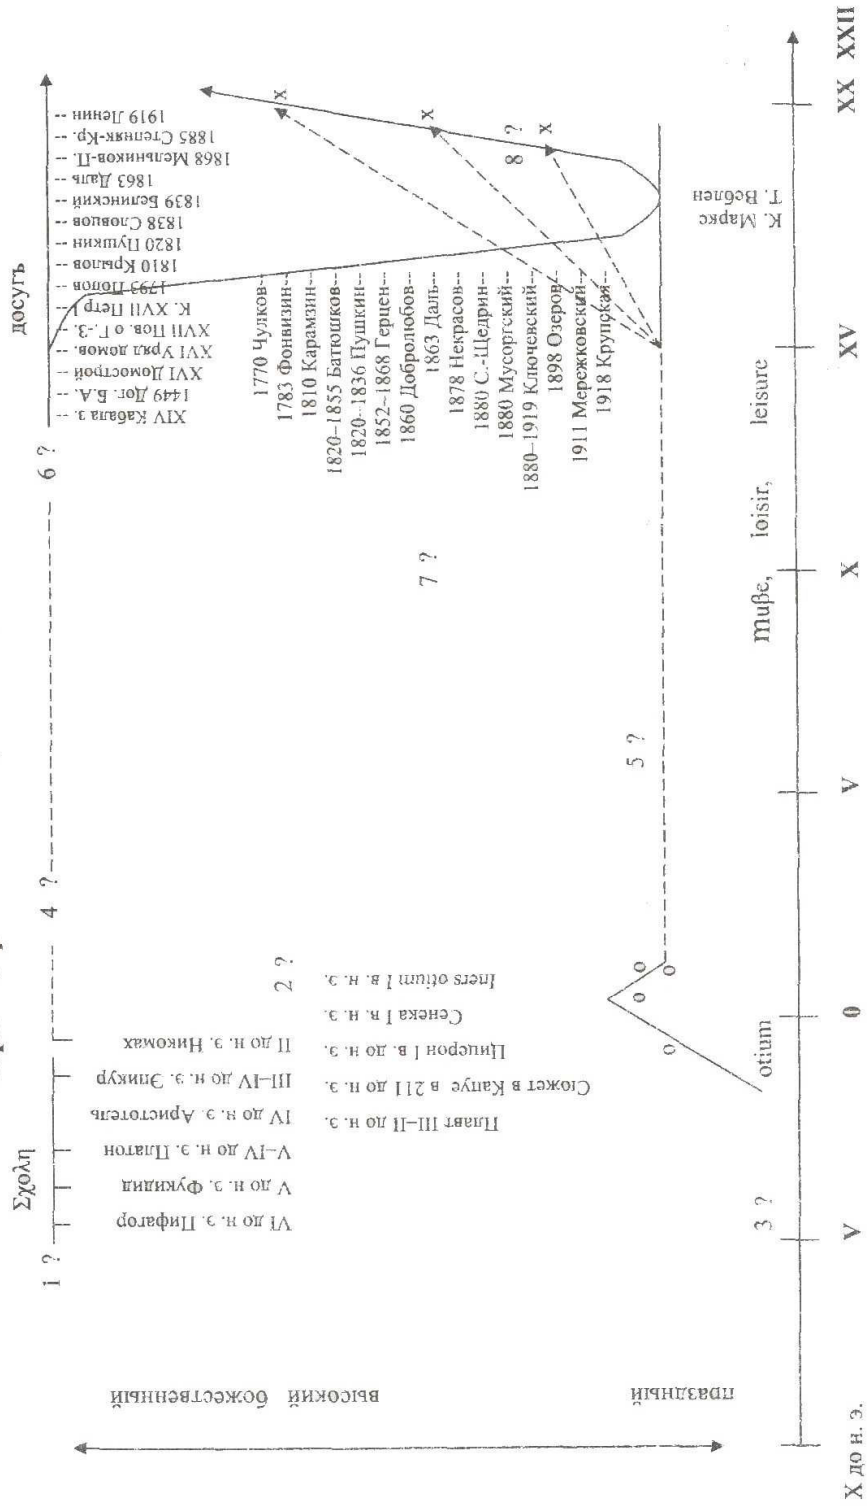 Σχολη
досугъ
1 ?
4 ?
6 ?
VI до н. э. Пифагор
V до н. э. Фукидид
V–IV до н. э. Платон
IV до н. э. Аристотель
III–IV до н. э. Эпикур
II до н. э. Никомах
2 ?
Плавт III–II до н. э.
Сюжет в Капуе в 211 до н. э.
Цицерон I в. до н. э.
Сенека I в. н. э.
Iners otium I в. н. э.
XIV Кабала з. --
1449 Дог. Б.А. --
XVI Домострой --
XVI Уряд домов. --
XVII Пов. о Г.-З. --
К. XVII Петр I
1793 Попов --
1810 Крылов --
1820 Пушкин --
1838 Словцов --
1839 Белинский --
1863 Даль --
1868 Мельников-П. --
1885 Степняк-Кр. --
1919 Ленин --
1770 Чулков--
1783 Фонвизин--
1810 Карамзин--
1820–1855 Батюшков--
1820–1836 Пушкин--
1852–1868 Герцен--
1860 Добролюбов--
1863 Даль--
1878 Некрасов--
1880 С.-Щедрин--
1880 Мусоргский--
1880–1919 Ключевский--
1898 Озеров--
1911 Мережковский--
1918 Крупская--
7 ?
8 ?
x
x
x
5 ?
3 ?
o
o
o
o
высокий божественный
праздный
К. Маркс
Т. Веблен
otium
muβe, loisir, leisure
X до н. э.
V
0
V
X
XV
XX
XXII